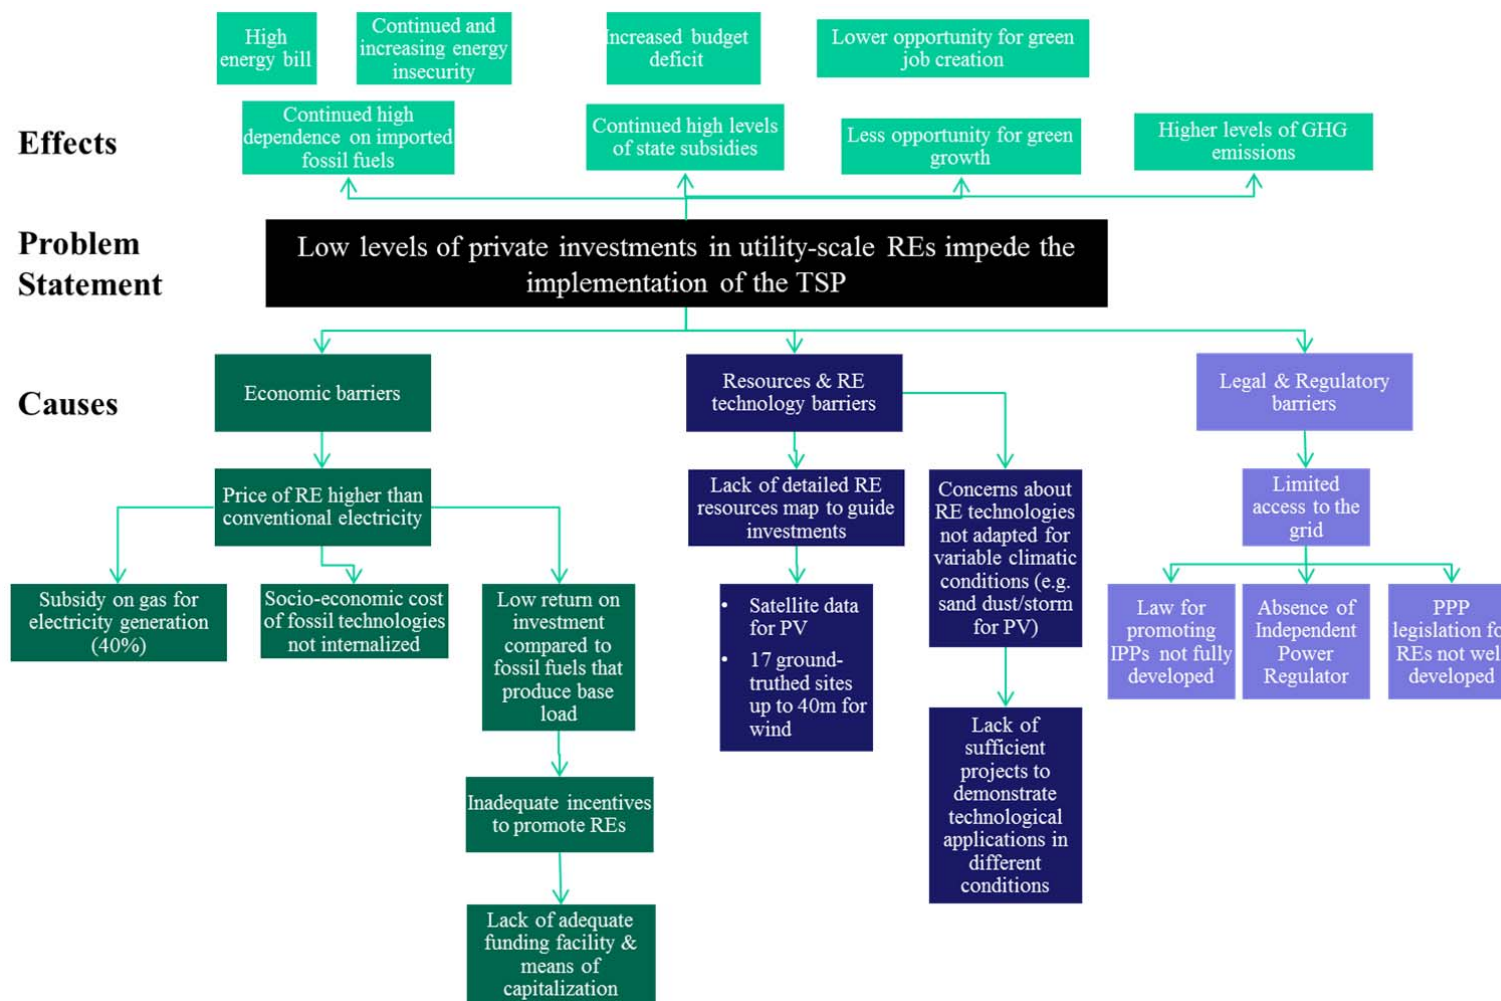 High
energy bill
Continued and
increasing energy
insecurity
Increased budget
deficit
Lower opportunity for green
job creation
Effects
Continued high
dependence on imported
fossil fuels
Continued high levels
of state subsidies
Less opportunity for green
growth
Higher levels of GHG
emissions
Problem
Statement
Low levels of private investments in utility-scale REs impede the
implementation of the TSP
Causes
Economic barriers
Resources & RE
technology barriers
Legal & Regulatory
barriers
Price of RE higher than
conventional electricity
Lack of detailed RE
resources map to guide
investments
Concerns about
RE technologies
not adapted for
variable climatic
conditions (e.g.
sand dust/storm
for PV)
Limited
access to the
grid
Subsidy on gas for
electricity generation
(40%)
Socio-economic cost
of fossil technologies
not internalized
Low return on
investment
compared to
fossil fuels that
produce base
load
• Satellite data
for PV
• 17 ground-
truthed sites
up to 40m for
wind
Law for
promoting
IPPs not fully
developed
Absence of
Independent
Power
Regulator
PPP
legislation fo
REs not wel
developed
Inadequate incentives
to promote REs
Lack of
sufficient
projects to
demonstrate
technological
applications in
different
conditions
Lack of adequate
funding facility &
means of
capitalization